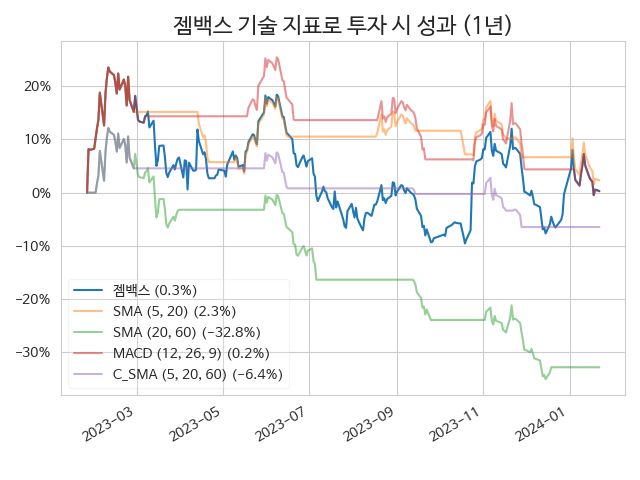 젬백스 기술 지표로 투자 시 성과 (1년)
20%
10%
0%
−10%
−20%
−30%
젬백스 (0.3%)
SMA (5, 20) (2.3%)
SMA (20, 60) (−32.8%)
MACD (12, 26, 9) (0.2%)
C_SMA (5, 20, 60) (−6.4%)
2023−03
2023−05
2023−07
2023−09
2023−11
2024−01